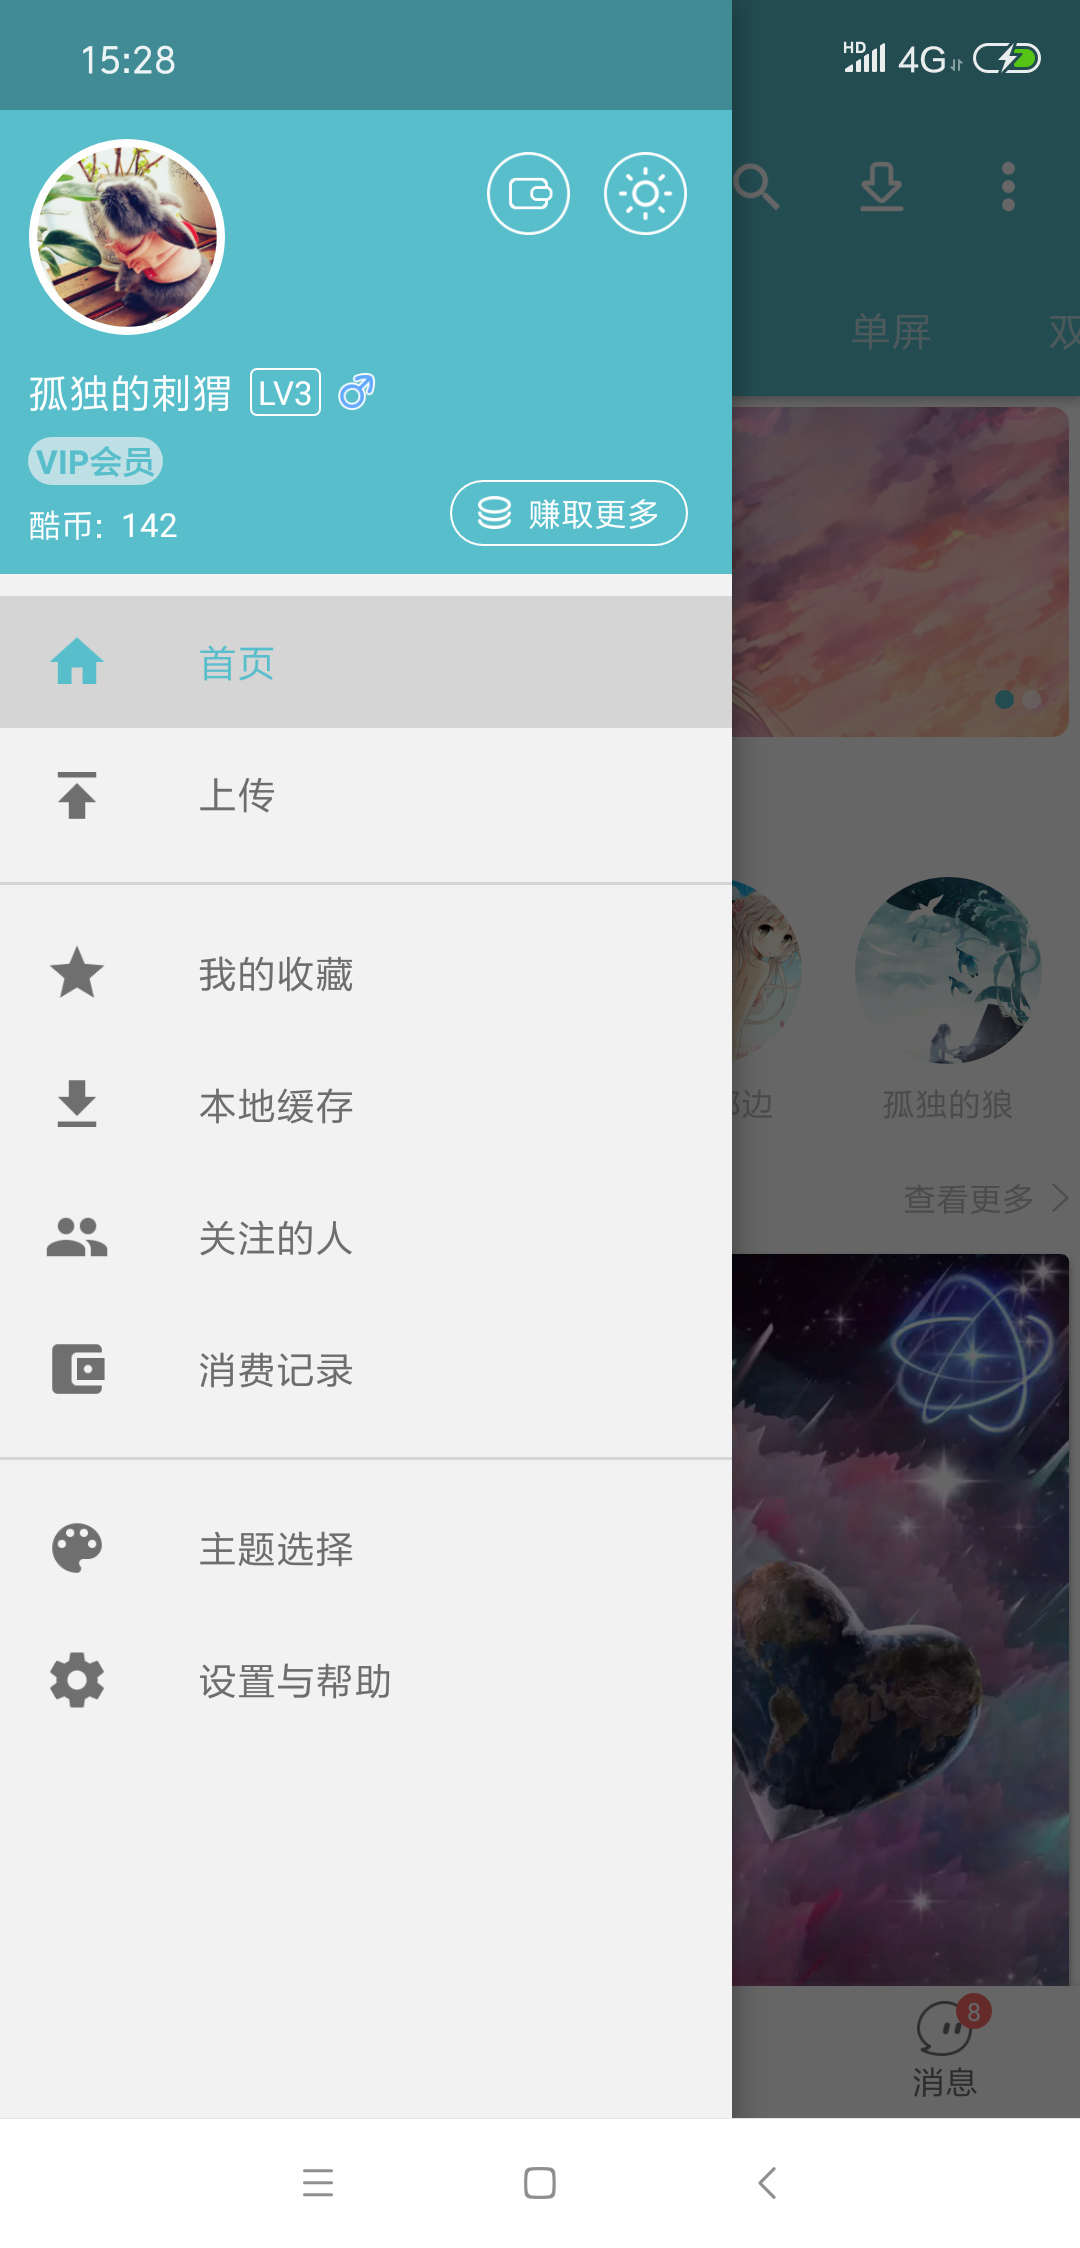 15:28
HD 4G
单屏
双
孤独的刺猬 LV3
VIP会员
酷币: 142
赚取更多
首页
上传
我的收藏
本地缓存
关注的人
消费记录
主题选择
设置与帮助
边
孤独的狼
查看更多
8
消息